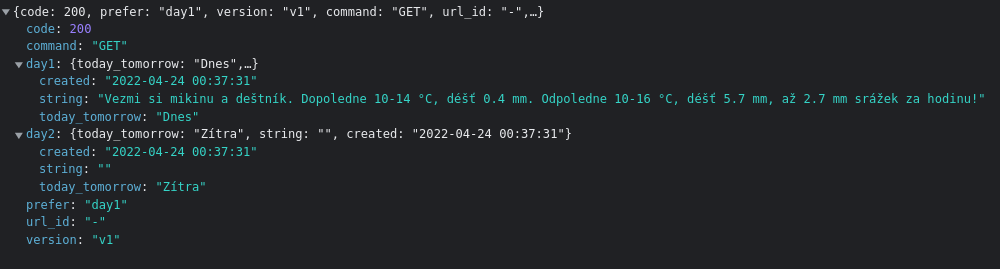 {code: 200, prefer: "day1", version: "v1", command: "GET", url_id: "-",…}
code: 200
command: "GET"
day1: {today_tomorrow: "Dnes",…}
created: "2022-04-24 00:37:31"
string: "Vezmi si mikinu a deštník. Dopoledne 10-14 °C, déšť 0.4 mm. Odpoledne 10-16 °C, déšť 5.7 mm, až 2.7 mm srážek za hodinu!"
today_tomorrow: "Dnes"
day2: {today_tomorrow: "Zítra", string: "", created: "2022-04-24 00:37:31"}
created: "2022-04-24 00:37:31"
string: ""
today_tomorrow: "Zítra"
prefer: "day1"
url_id: "-"
version: "v1"